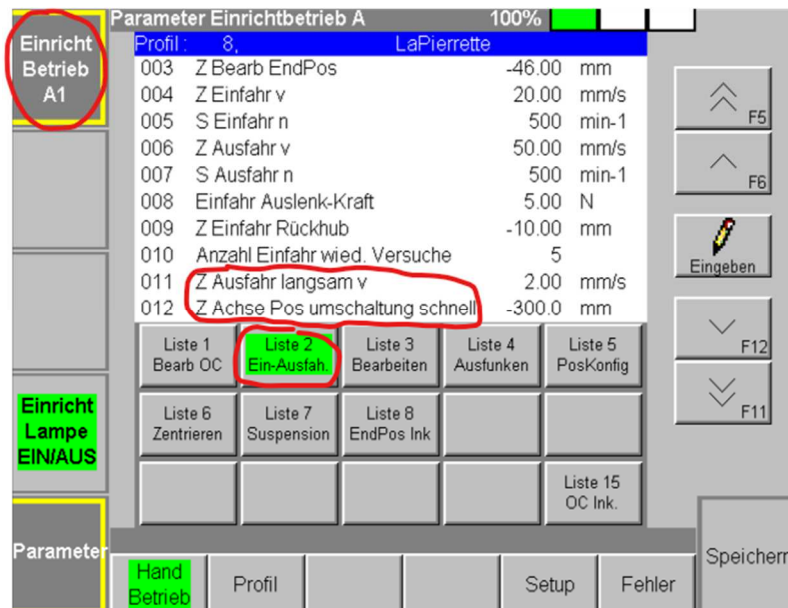 Parameter Einrichtbetrieb A 100%
Einricht
Betrieb
A1
Profil : 8, LaPierrette
003 Z Bearb EndPos -46.00 mm
004 Z Einfahr v 20.00 mm/s
005 S Einfahr n 500 min-1
006 Z Ausfahr v 50.00 mm/s
007 S Ausfahr n 500 min-1
008 Einfahr Auslenk-Kraft 5.00 N
009 Z Einfahr Rückhub -10.00 mm
010 Anzahl Einfahr wied. Versuche 5
011 Z Ausfahr langsam v 2.00 mm/s
012 Z Achse Pos umschaltung schnell -300.0 mm
F5
F6
Eingeben
F12
F11
Liste 1
Bearb OC
Liste 2
Ein-Ausfah.
Liste 3
Bearbeiten
Liste 4
Ausfunken
Liste 5
PosKonfig
Liste 6
Zentrieren
Liste 7
Suspension
Liste 8
EndPos Ink
Liste 15
OC Ink.
Einricht
Lampe
EIN/AUS
Parameter
Hand
Betrieb
Profil
Setup
Fehler
Speichern